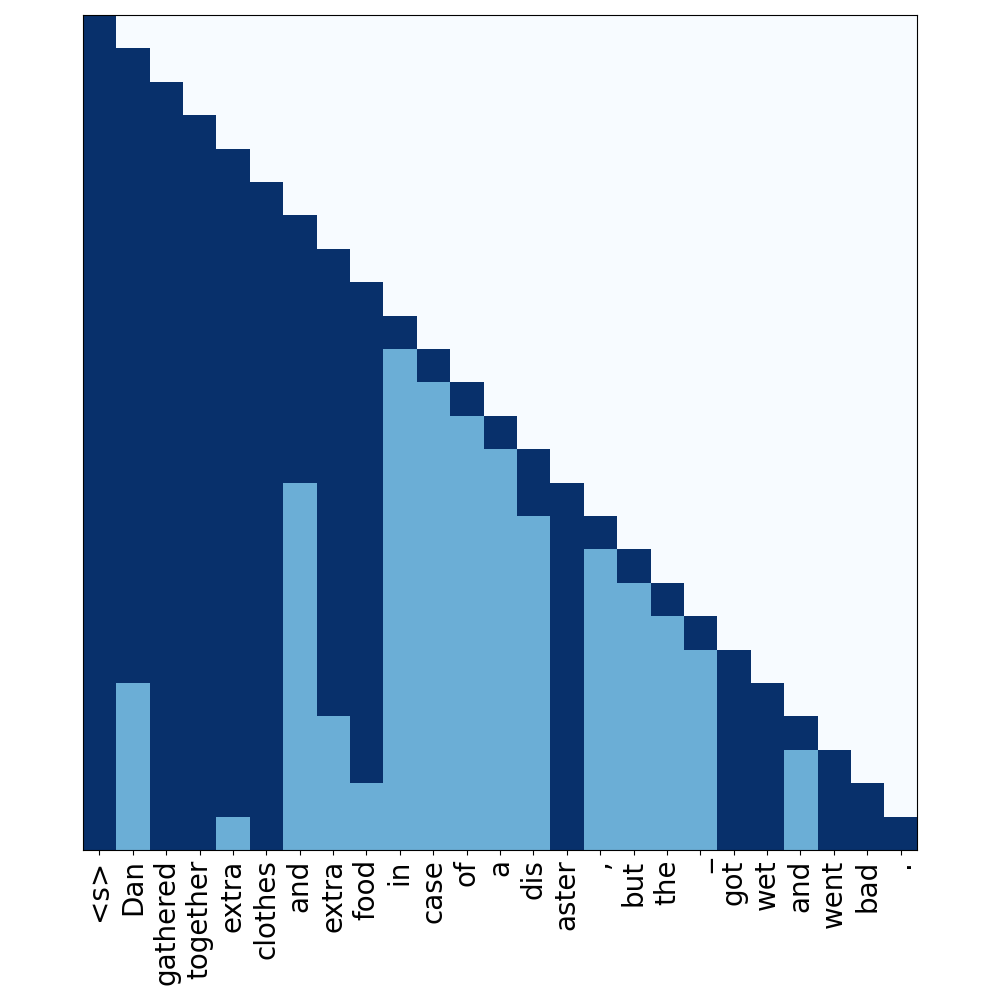 <s>
Dan
gathered
together
extra
clothes
and
extra
food
in
case
of
a
dis
aster
,
but
the
_
got
wet
and
went
bad
.